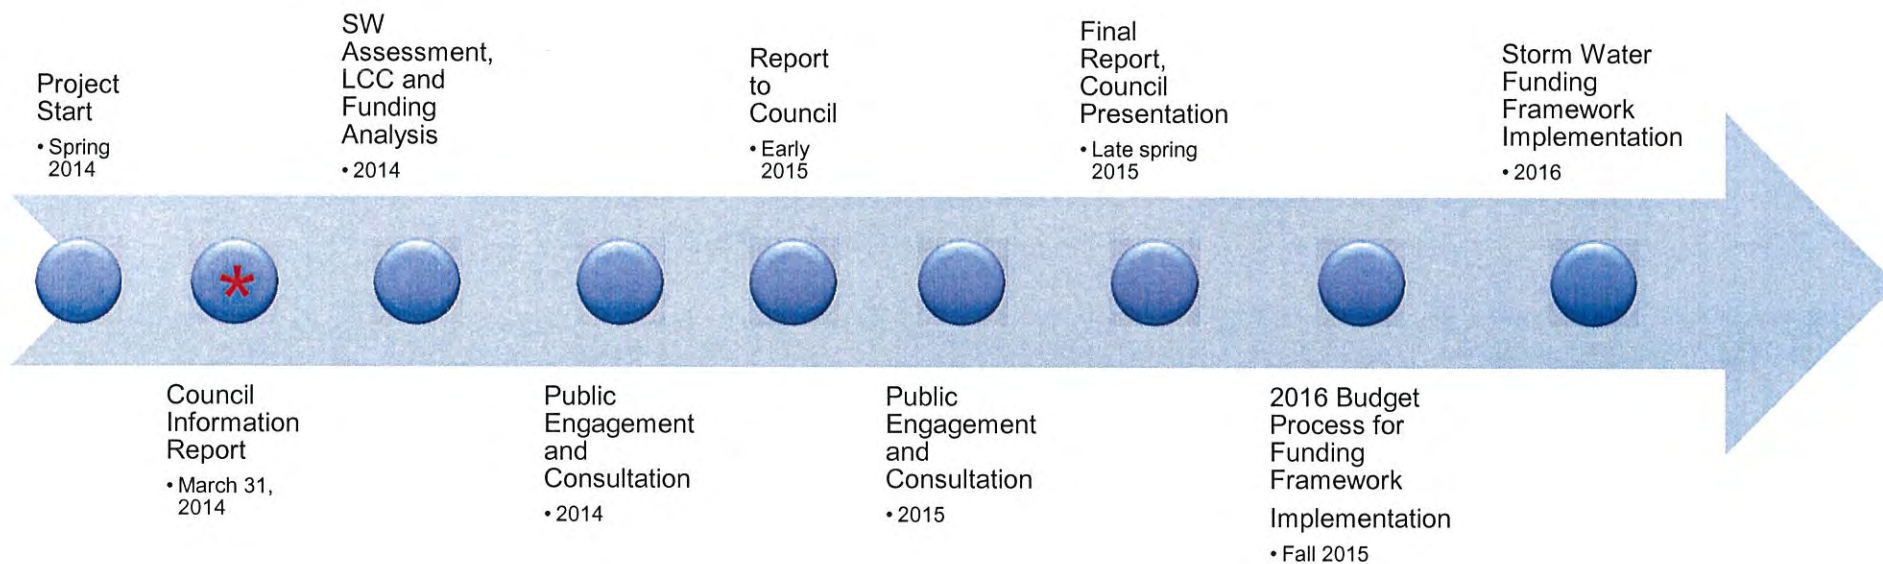 Project
Start
• Spring
2014
SW
Assessment,
LCC and
Funding
Analysis
• 2014
Report
to
Council
• Early
2015
Final
Report,
Council
Presentation
• Late spring
2015
Storm Water
Funding
Framework
Implementation
• 2016
*
Council
Information
Report
• March 31,
2014
Public
Engagement
and
Consultation
• 2014
Public
Engagement
and
Consultation
• 2015
2016 Budget
Process for
Funding
Framework
Implementation
• Fall 2015